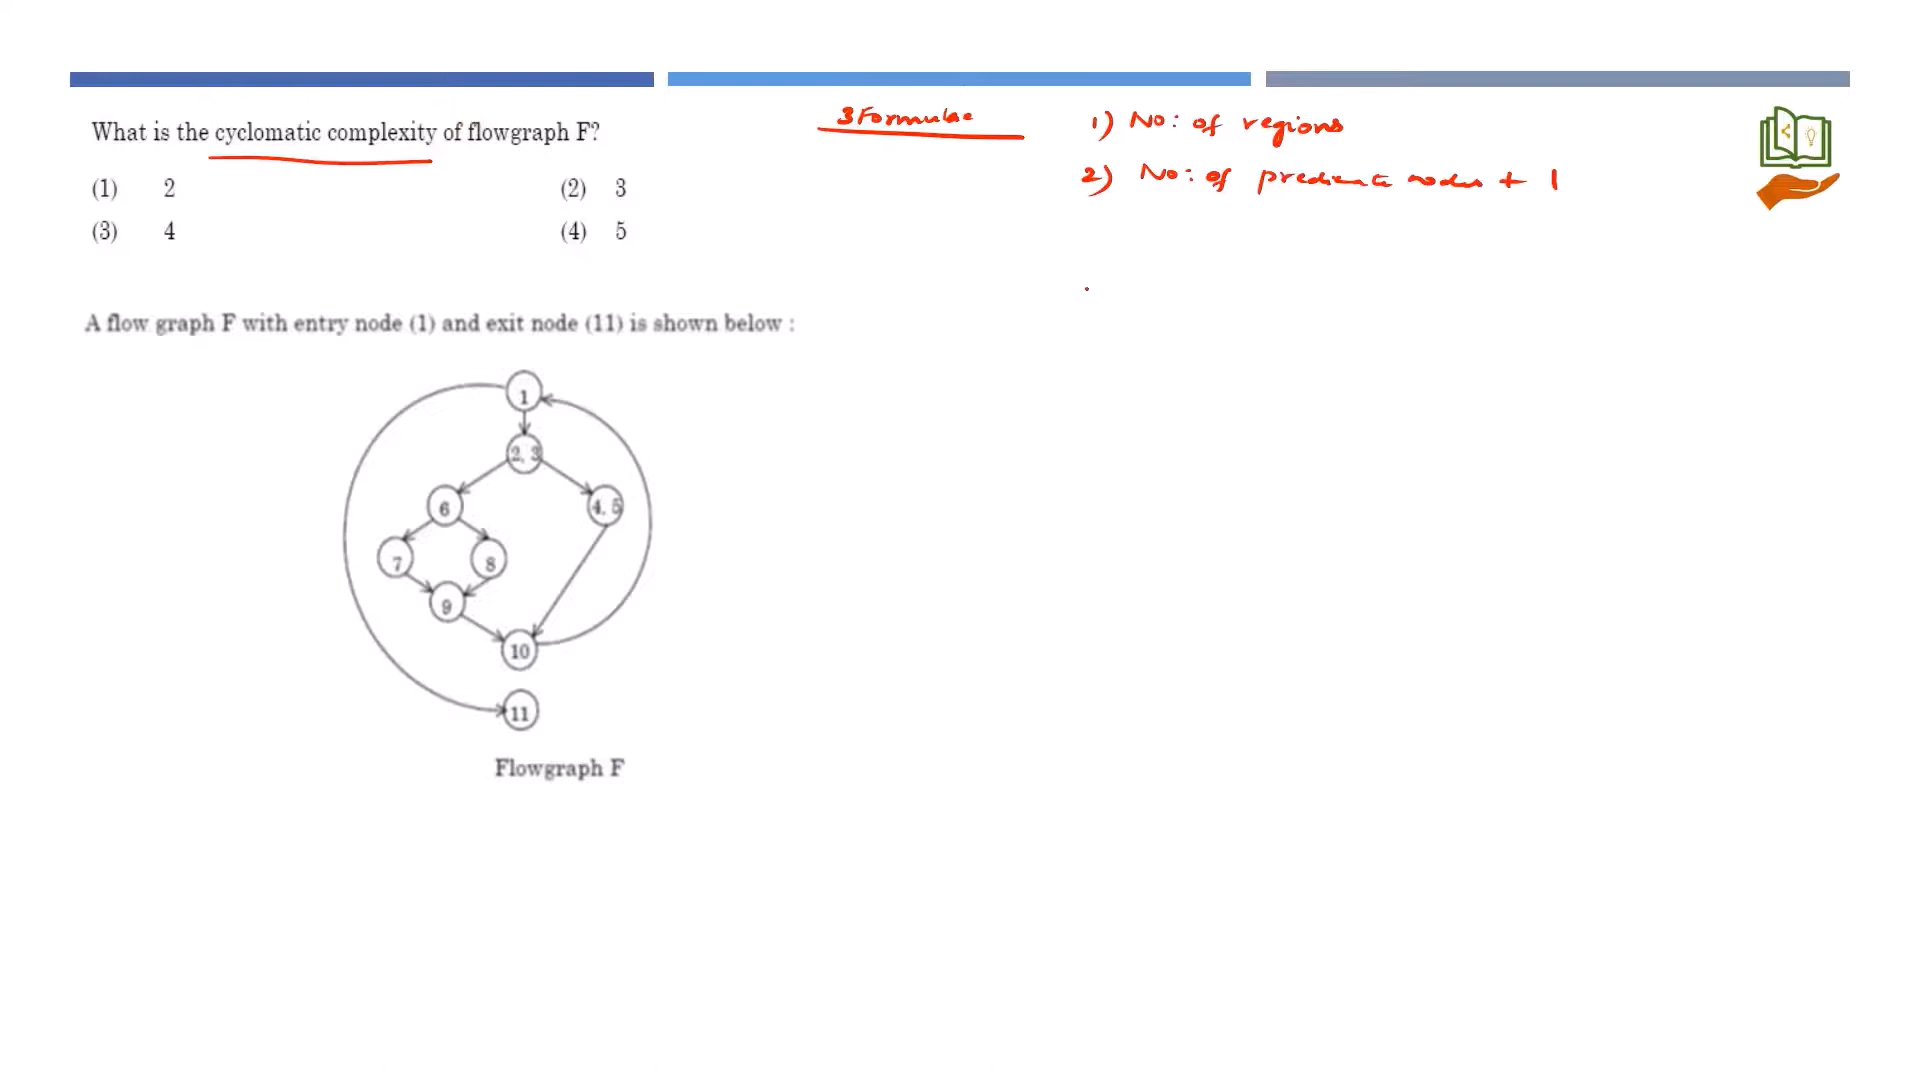 What is the cyclomatic complexity of flowgraph F?
(1) 2 (2) 3
(3) 4 (4) 5
3 Formulae
1) No: of regions
2) No: of predicate nodes + 1
A flow graph F with entry node (1) and exit node (11) is shown below :
1
2, 3
6
4, 5
7
8
9
10
11
Flowgraph F